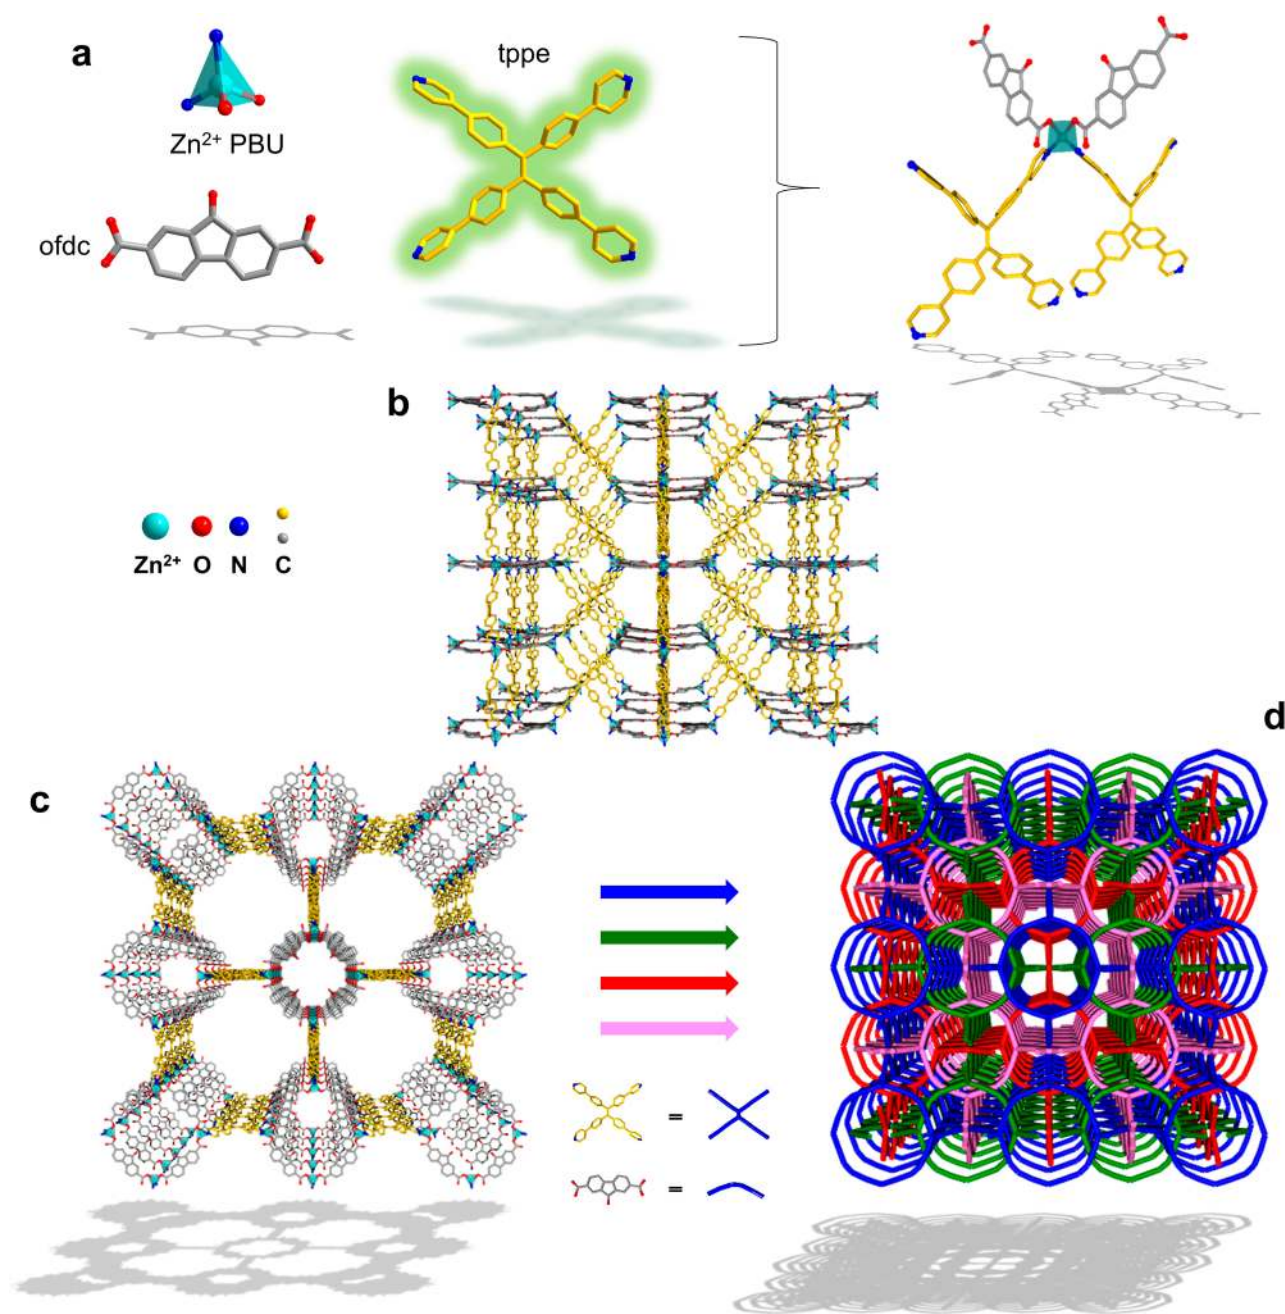 a
tppe
Zn²⁺ PBU
ofdc
b
Zn²⁺ O N C
d
c
=
=